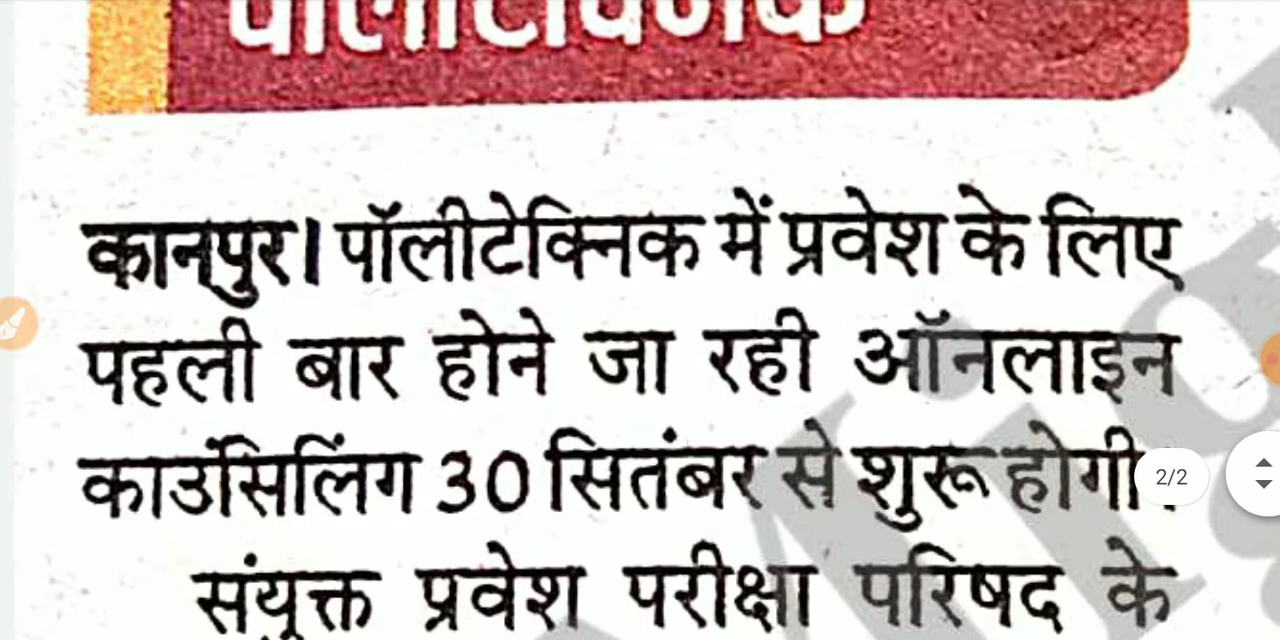 पॉलीटेक्निक
कानपुर। पॉलीटेक्निक में प्रवेश के लिए
पहली बार होने जा रही ऑनलाइन
काउंसिलिंग 30 सितंबर से शुरू होगी।
2/2
संयुक्त प्रवेश परीक्षा परिषद के